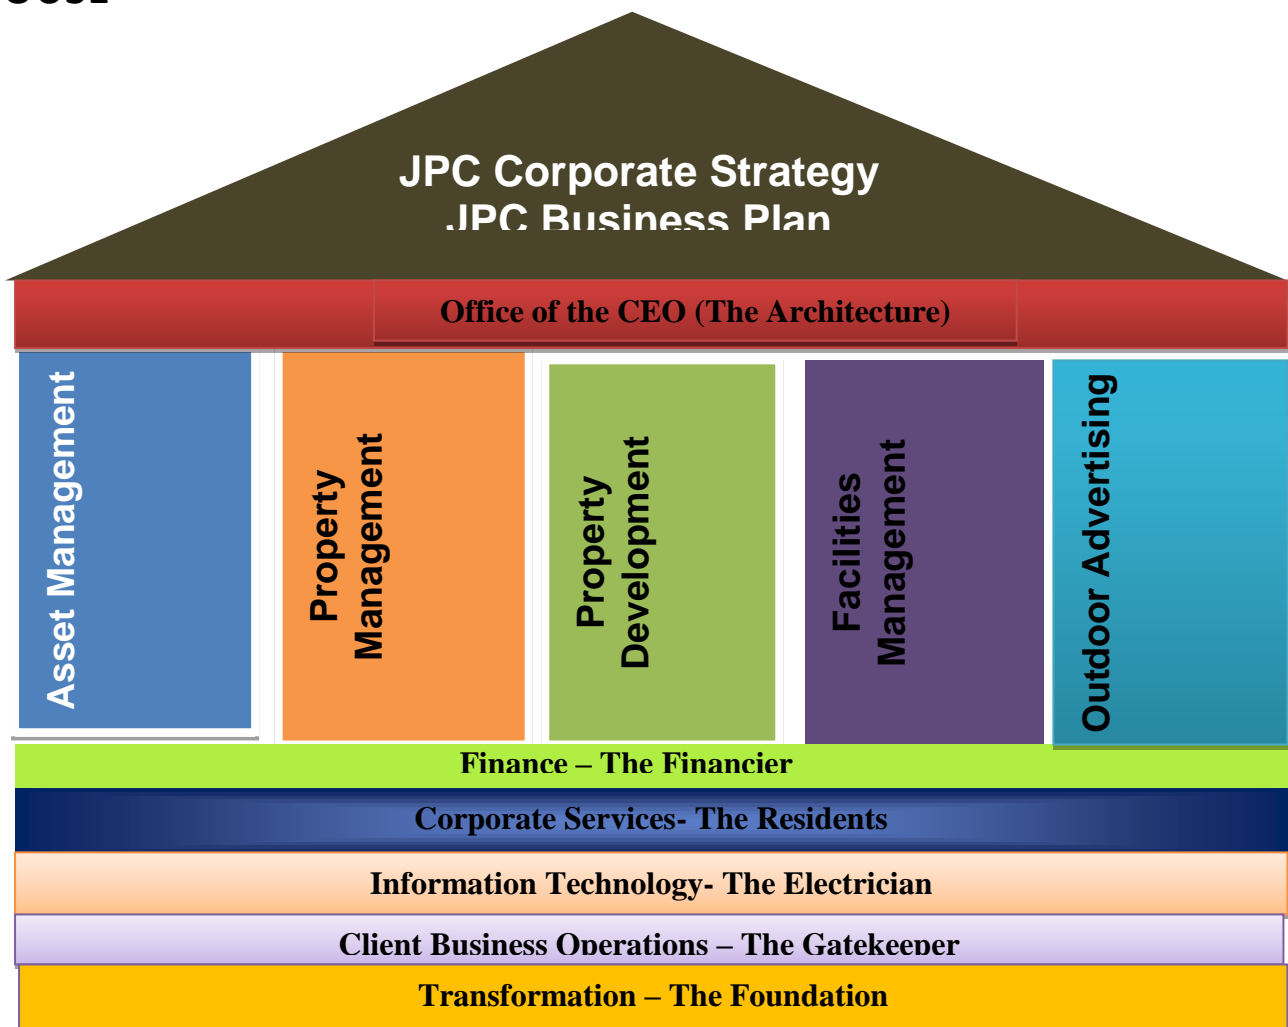 JPC Corporate Strategy
JPC Business Plan
Office of the CEO (The Architecture)
Asset Management
Property
Management
Property
Development
Facilities
Management
Outdoor Advertising
Finance – The Financier
Corporate Services- The Residents
Information Technology- The Electrician
Client Business Operations – The Gatekeeper
Transformation – The Foundation